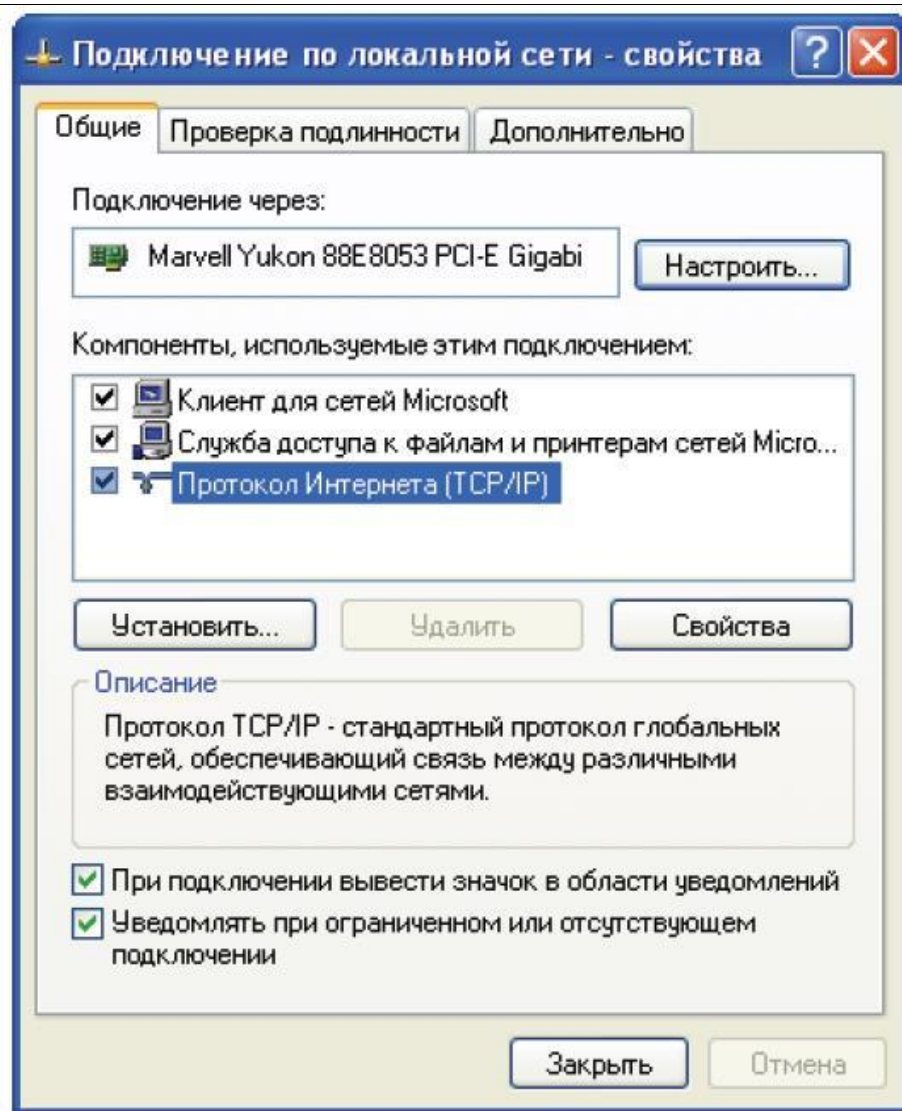 Подключение по локальной сети - свойства
Общие
Проверка подлинности
Дополнительно
Подключение через:
Marvell Yukon 88E8053 PCI-E Gigabi
Настроить...
Компоненты, используемые этим подключением:
Клиент для сетей Microsoft
Служба доступа к файлам и принтерам сетей Micro...
Протокол Интернета (TCP/IP)
Установить...
Удалить
Свойства
Описание
Протокол TCP/IP - стандартный протокол глобальных
сетей, обеспечивающий связь между различными
взаимодействующими сетями.
При подключении вывести значок в области уведомлений
Уведомлять при ограниченном или отсутствующем
подключении
Закрыть
Отмена